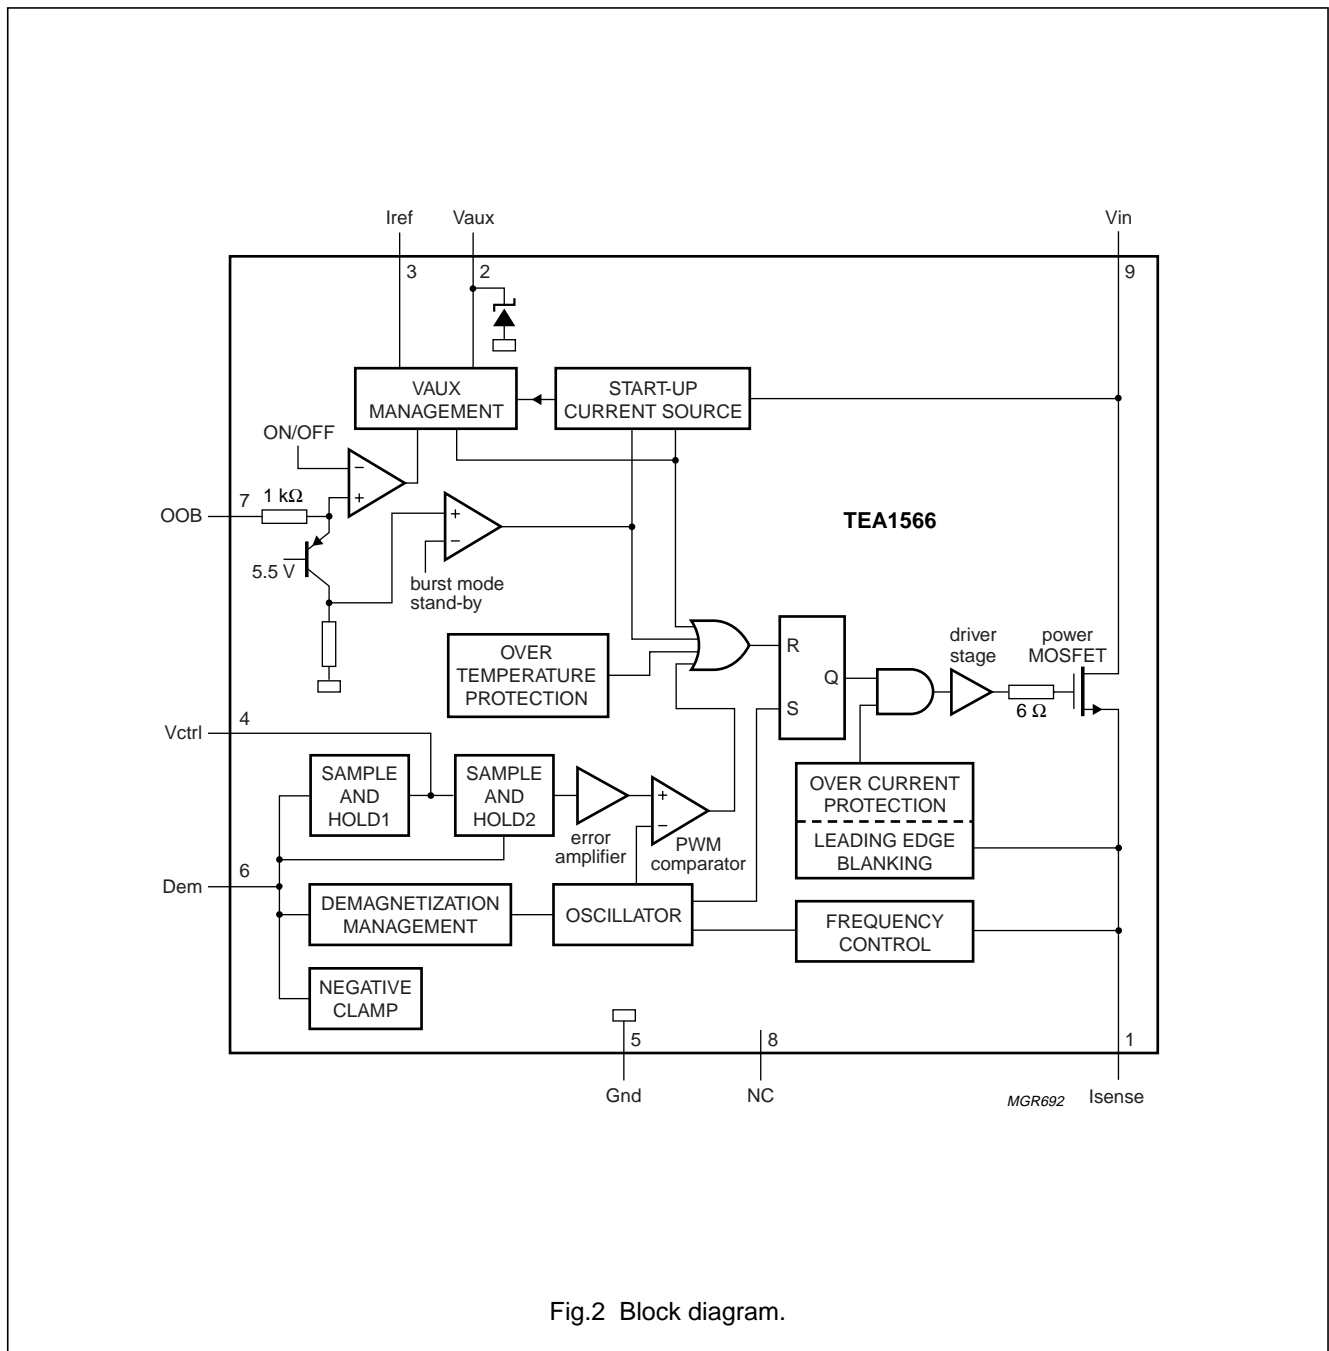 Iref
Vaux
Vin
3
2
9
VAUX
MANAGEMENT
START-UP
CURRENT SOURCE
ON/OFF
−
+
7
1 kΩ
OOB
5.5 V
+
−
burst mode
stand-by
TEA1566
OVER
TEMPERATURE
PROTECTION
R
S
Q
driver
stage
power
MOSFET
6 Ω
4
Vctrl
SAMPLE
AND
HOLD1
SAMPLE
AND
HOLD2
error
amplifier
+
−
PWM
comparator
OVER CURRENT
PROTECTION
LEADING EDGE
BLANKING
6
Dem
DEMAGNETIZATION
MANAGEMENT
OSCILLATOR
FREQUENCY
CONTROL
NEGATIVE
CLAMP
5
8
1
Gnd
NC
MGR692
Isense
Fig.2 Block diagram.